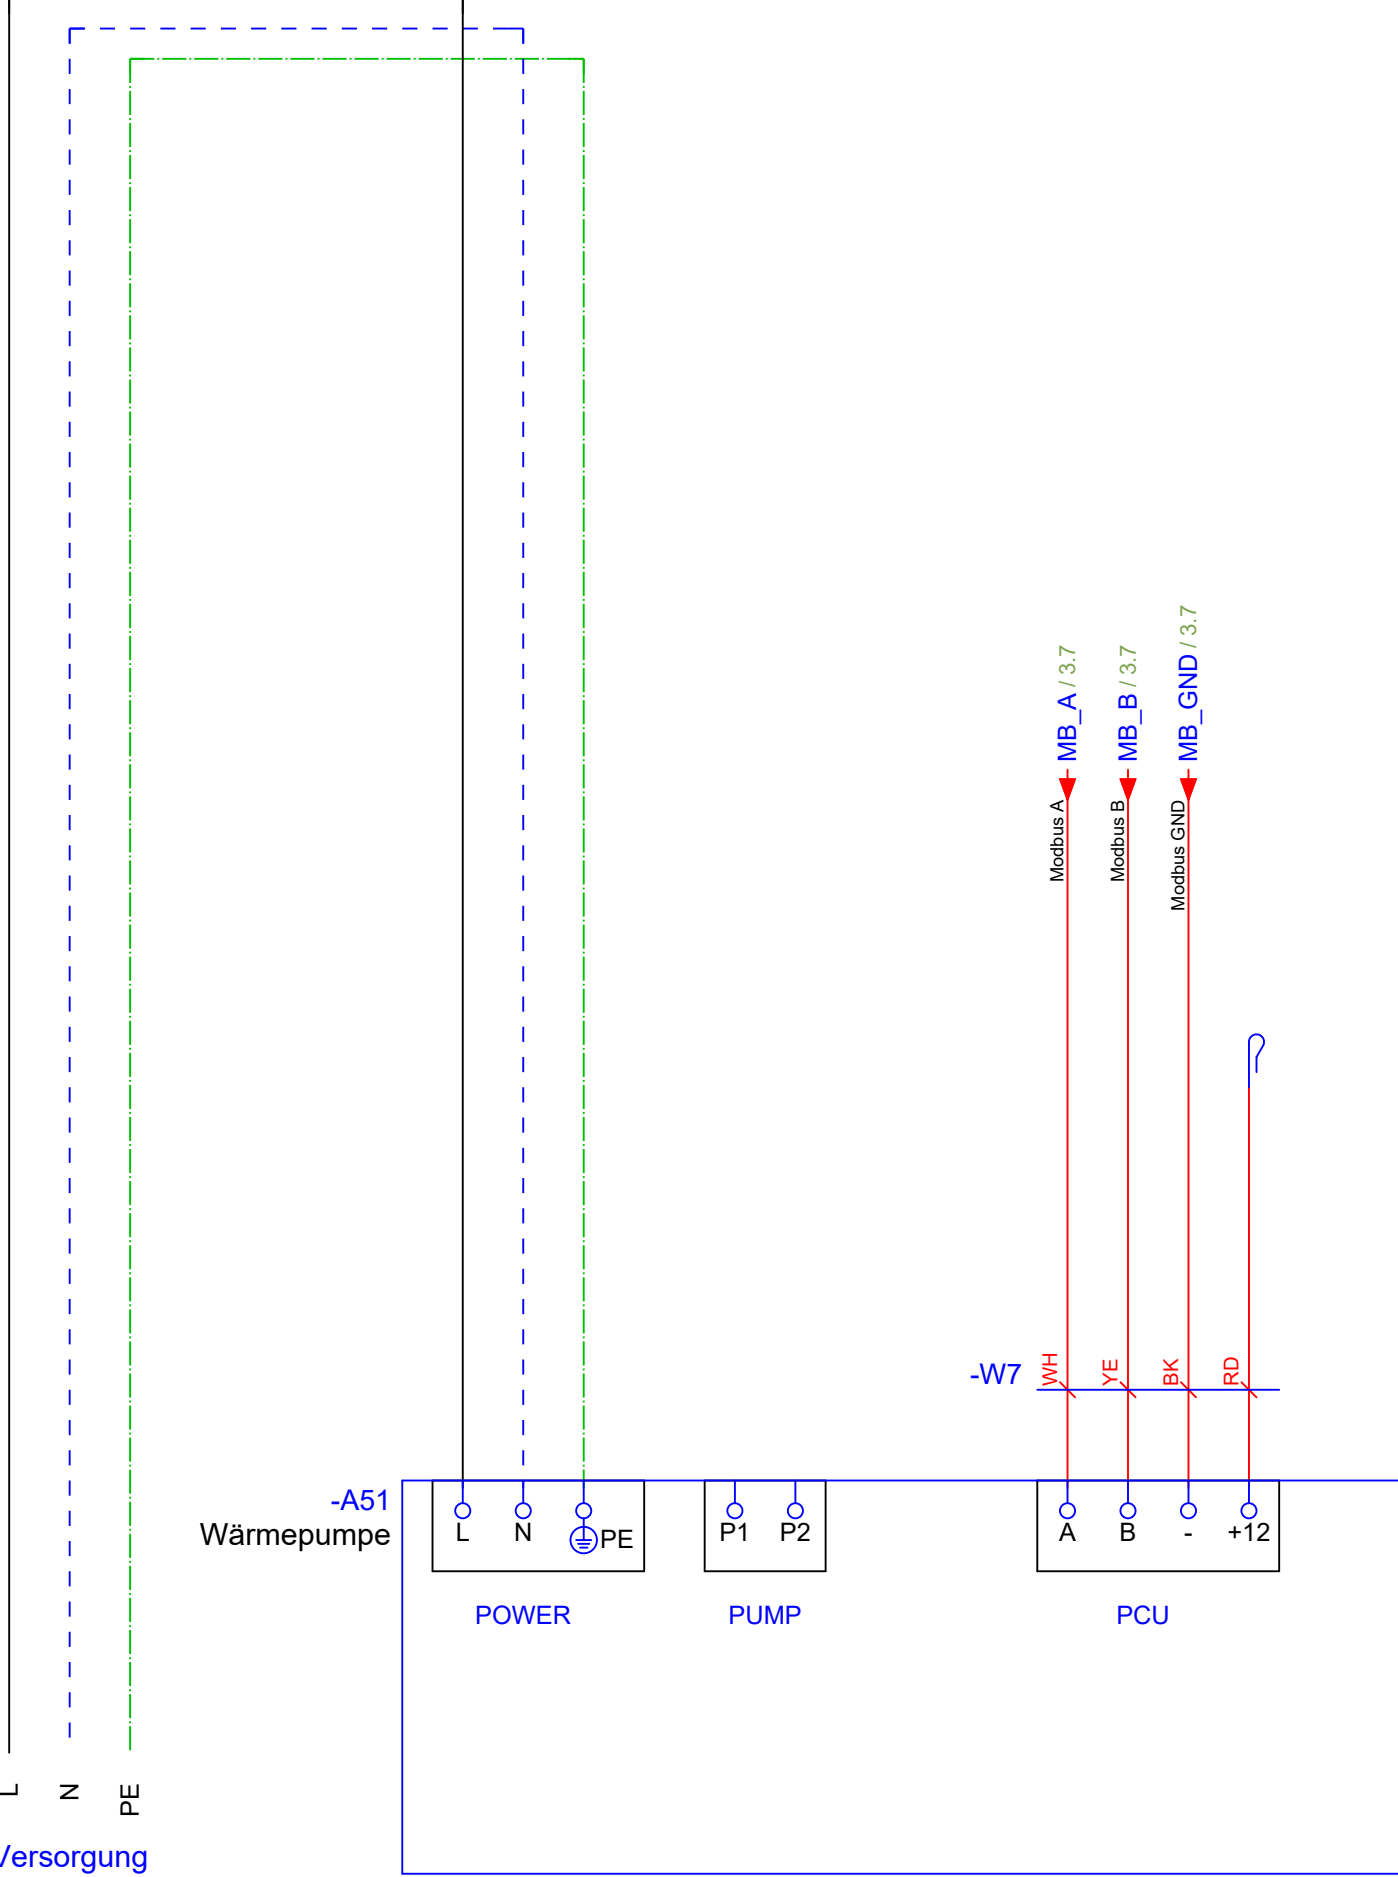 MB_A / 3.7
MB_B / 3.7
MB_GND / 3.7
Modbus A
Modbus B
Modbus GND
-W7
WH
YE
BK
RD
-A51
Wärmepumpe
L
N
PE
P1
P2
A
B
-
+12
POWER
PUMP
PCU
L
N
PE
Versorgung